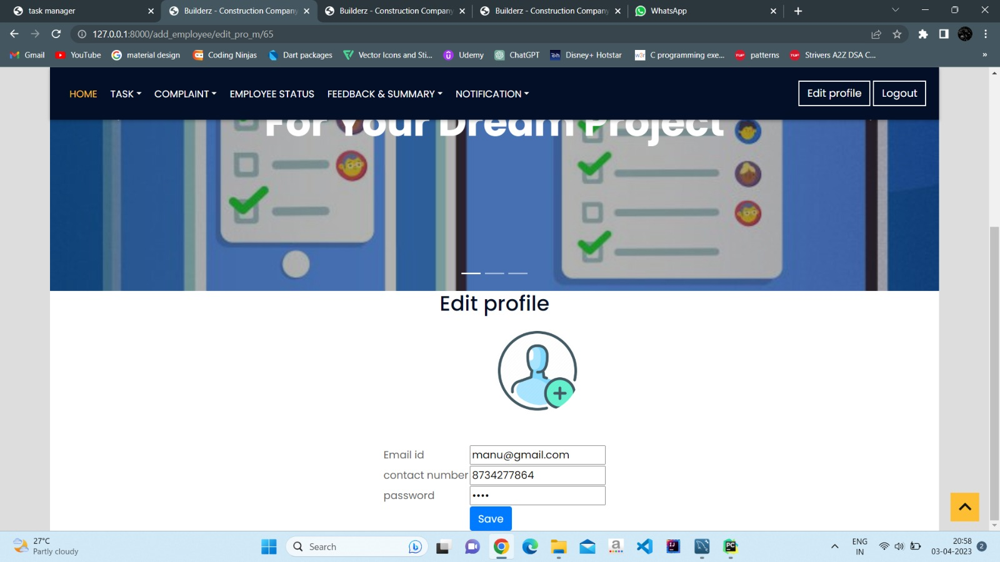 task manager
Builderz - Construction Company
Builderz - Construction Company
Builderz - Construction Company
WhatsApp
127.0.0.1:8000/add_employee/edit_pro_m/65
Gmail YouTube material design Coding Ninjas Dart packages Vector Icons and Sti... Udemy ChatGPT Disney+ Hotstar C programming exe... patterns Strivers A2Z DSA C... »
HOME TASK COMPLAINT EMPLOYEE STATUS FEEDBACK & SUMMARY NOTIFICATION Edit profile Logout
For Your Dream Project
Edit profile
Email id manu@gmail.com
contact number 8734277864
password ••••
Save
27°C
Partly cloudy
Search
ENG
IN
20:58
03-04-2023
2